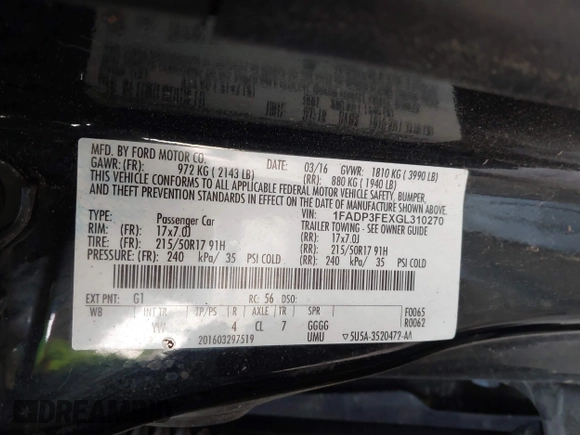 MFD. BY FORD MOTOR CO.
DATE: 03/16 GVWR: 1810 KG ( 3990 LB)
GAWR: (FR): 972 KG ( 2143 LB) (RR): 880 KG ( 1940 LB)
THIS VEHICLE CONFORMS TO ALL APPLICABLE FEDERAL MOTOR VEHICLE SAFETY, BUMPER,
AND THEFT PREVENTION STANDARDS IN EFFECT ON THE DATE OF MANUFACTURE SHOWN ABOVE.
VIN: 1FADP3FEXGL310270
TYPE: Passenger Car TRAILER TOWING - SEE OWNER GUIDE
RIM: (FR): 17x7.0J (RR): 17x7.0J
TIRE: 215/50R17 91H 215/50R17 91H
PRESSURE: (FR): 240 kPa/ 35 PSI COLD (RR): 240 kPa/ 35 PSI COLD
EXT PNT: G1 RC: 56 DSO:
WB INT TR TP/PS R AXLE TR SPR F0065
YW 4 CL 7 GGGG R0062
201603297519 UMU 5U5A-3520472-AA
DREAMBID